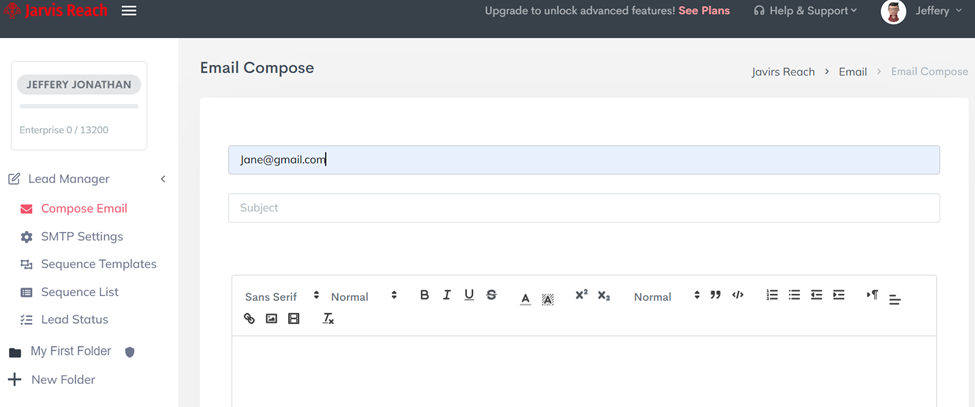 Jarvis Reach
Upgrade to unlock advanced features! See Plans
Help & Support
Jeffery
JEFFERY JONATHAN
Enterprise 0 / 13200
Lead Manager
Compose Email
SMTP Settings
Sequence Templates
Sequence List
Lead Status
My First Folder
New Folder
Email Compose
Javirs Reach > Email > Email Compose
Jane@gmail.com
Subject
Sans Serif Normal B I U S A A X² X₂ Normal ” </>